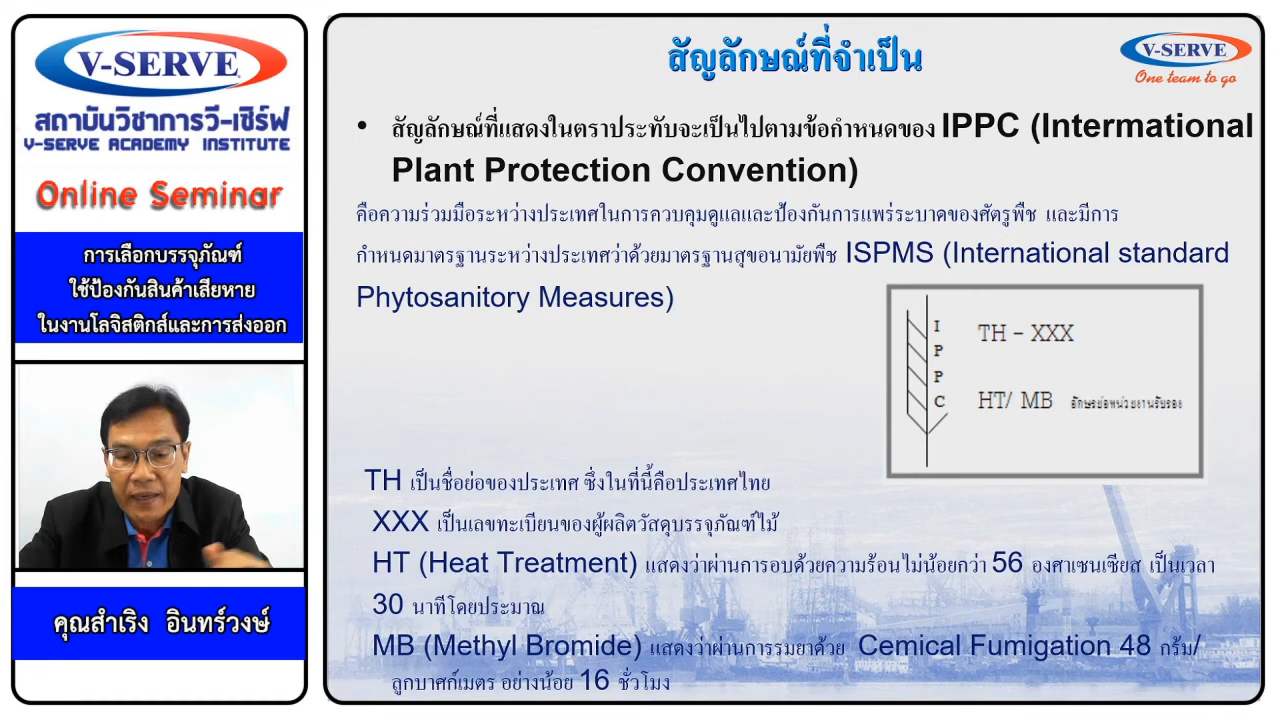 V-SERVE
สถาบันวิชาการวี-เซิร์ฟ
V-SERVE ACADEMY INSTITUTE
Online Seminar
การเลือกบรรจุภัณฑ์
ใช้ป้องกันสินค้าเสียหาย
ในงานโลจิสติกส์และการส่งออก
คุณสำเริง อินทร์วงษ์
สัญลักษณ์ที่จำเป็น
V-SERVE
One team to go
• สัญลักษณ์ที่แสดงในตราประทับจะเป็นไปตามข้อกำหนดของ IPPC (Intermational
Plant Protection Convention)
คือความร่วมมือระหว่างประเทศในการควบคุมดูแลและป้องกันการแพร่ระบาดของศัตรูพืช และมีการ
กำหนดมาตรฐานระหว่างประเทศว่าด้วยมาตรฐานสุขอนามัยพืช ISPMS (International standard
Phytosanitory Measures)
I
P
P
C
TH - XXX
HT/ MB อักษรย่อหน่วยงานรับรอง
TH เป็นชื่อย่อของประเทศ ซึ่งในที่นี้คือประเทศไทย
XXX เป็นเลขทะเบียนของผู้ผลิตวัสดุบรรจุภัณฑ์ไม้
HT (Heat Treatment) แสดงว่าผ่านการอบด้วยความร้อนไม่น้อยกว่า 56 องศาเซนเซียส เป็นเวลา
30 นาทีโดยประมาณ
MB (Methyl Bromide) แสดงว่าผ่านการรมยาด้วย Cemical Fumigation 48 กรัม/
ลูกบาศก์เมตร อย่างน้อย 16 ชั่วโมง